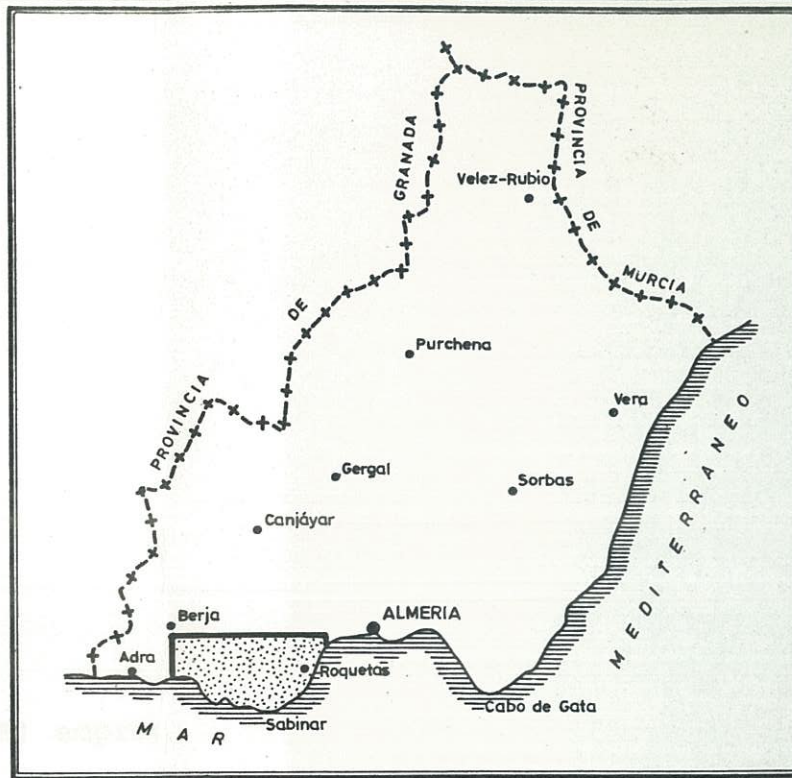 PROVINCIA DE GRANADA
PROVINCIA DE MURCIA
Velez-Rubio
Purchena
Vera
Gergal
Sorbas
Canjáyar
Berja
ALMERIA
Adra
Roquetas
Sabinar
Cabo de Gata
MAR MEDITERRANEO